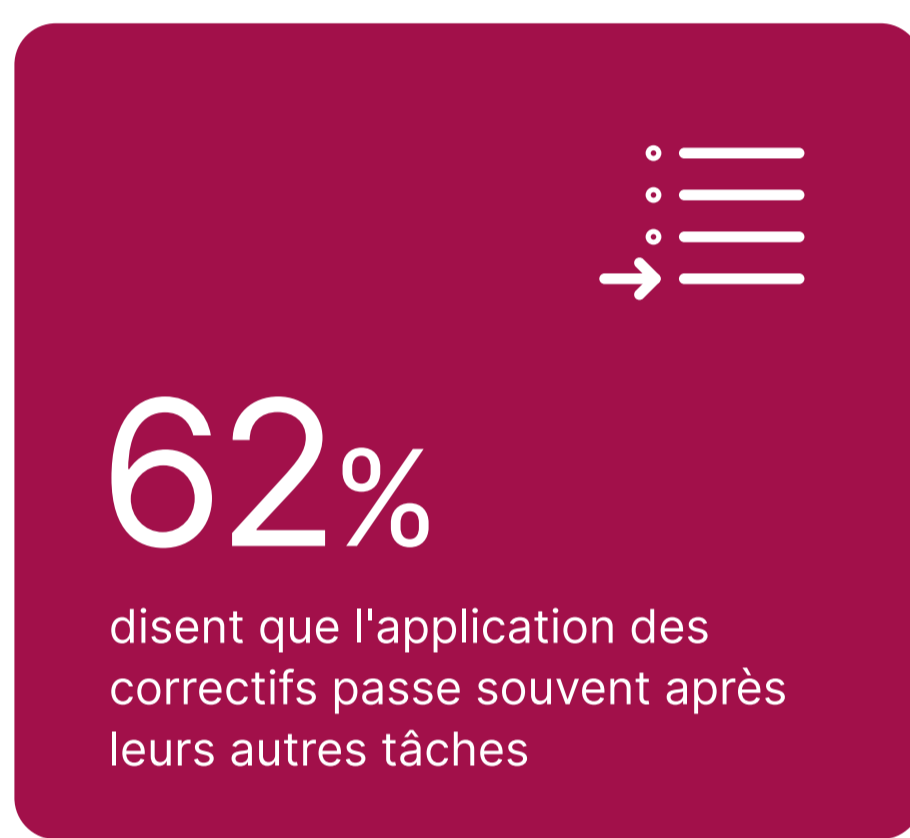 62%
disent que l'application des
correctifs passe souvent après
leurs autres tâches